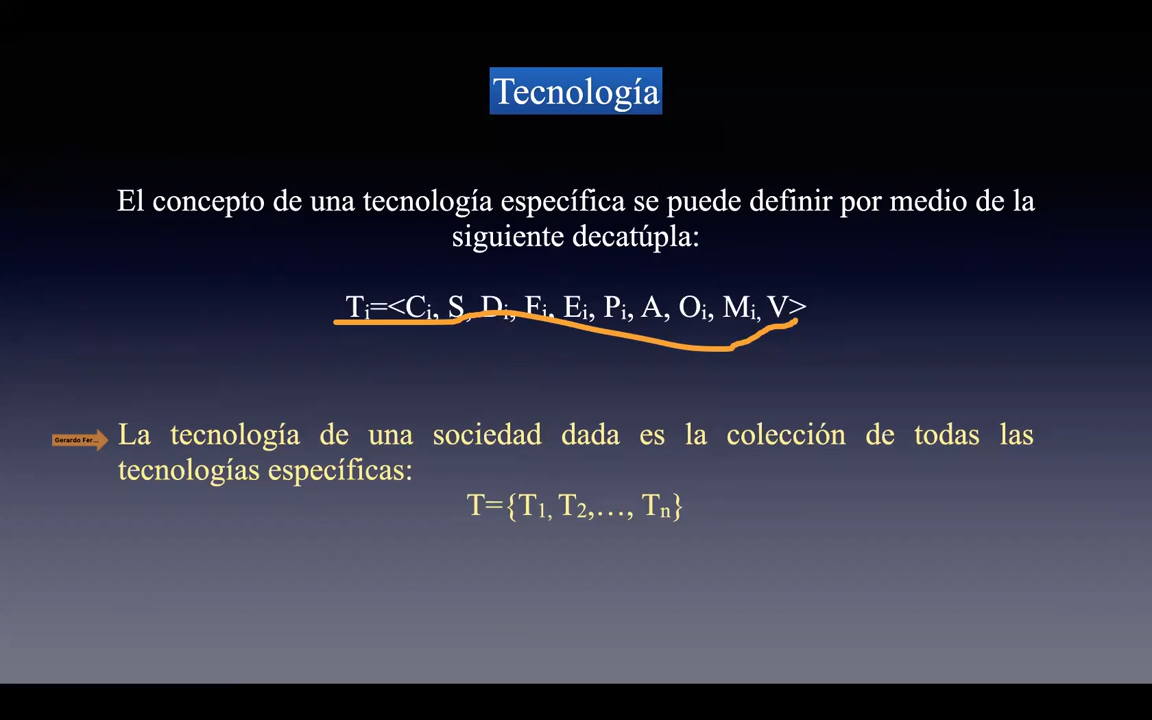 Tecnología
El concepto de una tecnología específica se puede definir por medio de la
siguiente decatúpla:
Ti=<Ci, S, Di, Fi, Ei, Pi, A, Oi, Mi, V>
Gerardo Fer...
La tecnología de una sociedad dada es la colección de todas las
tecnologías específicas:
T={T1, T2,…, Tn}